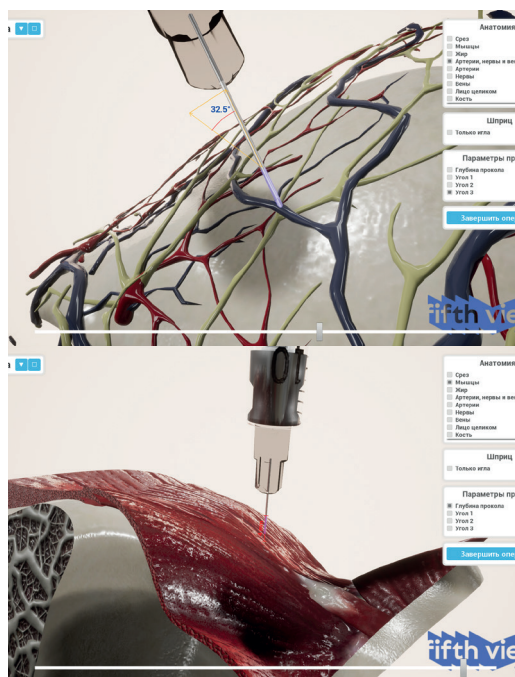 а
Анатомия
Срез
Мышцы
Жир
Артерии, нервы и ве
Артерии
Нервы
Вены
Лицо целиком
Кость
32.5°
Шприц
Только игла
Параметры пр
Глубина прокола
Угол 1
Угол 2
Угол 3
Завершить опе
fifth vie
а
Анатомия
Срез
Мышцы
Жир
Артерии, нервы и ве
Артерии
Нервы
Вены
Лицо целиком
Кость
Шприц
Только игла
Параметры пр
Глубина прокола
Угол 1
Угол 2
Угол 3
Завершить опе
fifth vie